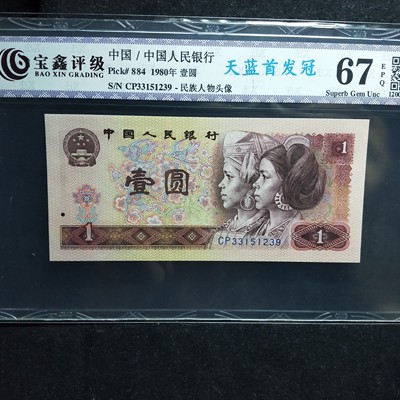 宝鑫评级
BAO XIN GRADING
中国 / 中国人民银行
Pick# 884 1980年 壹圆
S/N CP33151239 - 民族人物头像
天蓝首发冠
67
EPQ
Superb Gem Unc
中国人民银行
1
壹圆
CP33151239
1
1